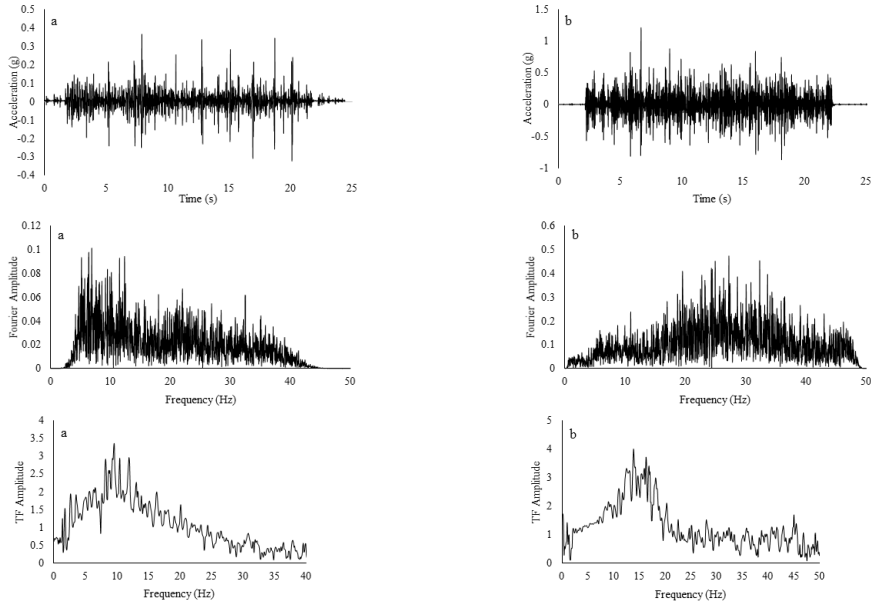 a
Acceleration (g)
0.5
0.4
0.3
0.2
0.1
0
-0.1
-0.2
-0.3
-0.4
0 5 10 15 20 25
Time (s)
b
Acceleration (g)
1.5
1
0.5
0
-0.5
-1
0 5 10 15 20 25
Time (s)
a
Fourier Amplitude
0.12
0.1
0.08
0.06
0.04
0.02
0
0 10 20 30 40 50
Frequency (Hz)
b
Fourier Amplitude
0.6
0.5
0.4
0.3
0.2
0.1
0
0 10 20 30 40 50
Frequency (Hz)
a
TF Amplitude
4
3.5
3
2.5
2
1.5
1
0.5
0
0 5 10 15 20 25 30 35 40
Frequency (Hz)
b
TF Amplitude
5
4
3
2
1
0
0 5 10 15 20 25 30 35 40 45 50
Frequency (Hz)